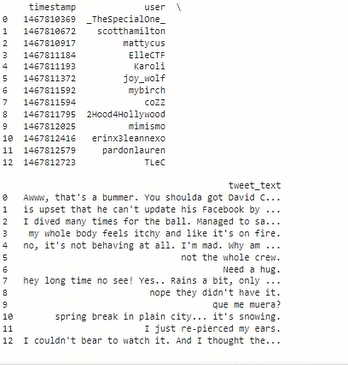 timestamp user \
0 1467810369 _TheSpecialOne_
1 1467810672 scotthamilton
2 1467810917 mattycus
3 1467811184 ElleCTF
4 1467811193 Karoli
5 1467811372 joy_wolf
6 1467811592 mybirch
7 1467811594 coZZ
8 1467811795 2Hood4Hollywood
9 1467812025 mimismo
10 1467812416 erinx3leannexo
11 1467812579 pardonlauren
12 1467812723 TLeC
tweet_text
0 Awww, that's a bummer. You shoulda got David C...
1 is upset that he can't update his Facebook by ...
2 I dived many times for the ball. Managed to sa...
3 my whole body feels itchy and like it's on fire.
4 no, it's not behaving at all. I'm mad. Why am ...
5 not the whole crew.
6 Need a hug.
7 hey long time no see! Yes.. Rains a bit, only ...
8 nope they didn't have it.
9 que me muera?
10 spring break in plain city... it's snowing.
11 I just re-pierced my ears.
12 I couldn't bear to watch it. And I thought the...